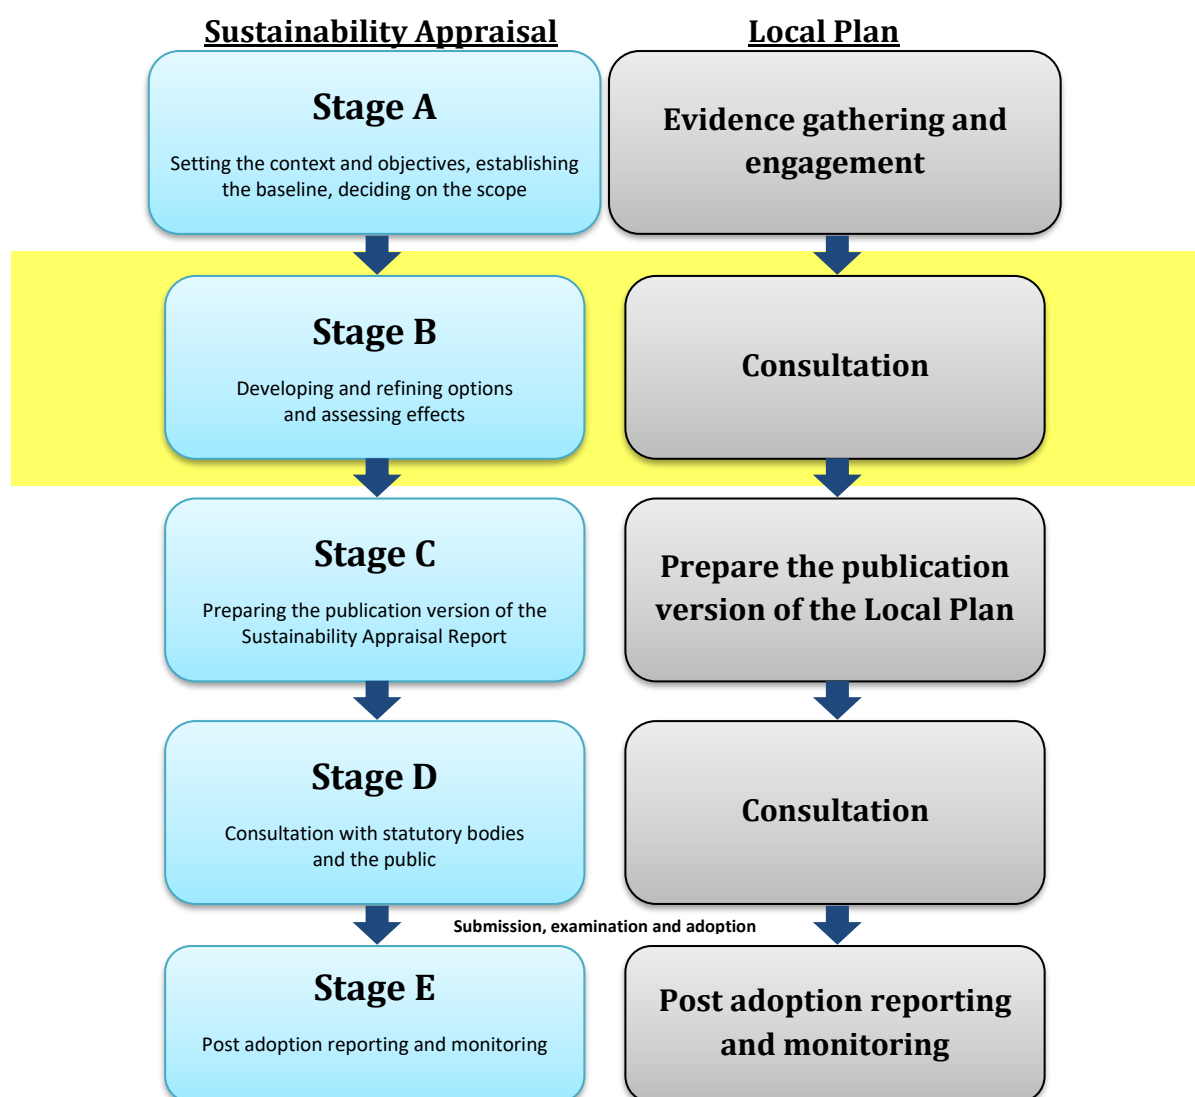 Sustainability Appraisal
Local Plan
Stage A
Setting the context and objectives, establishing
the baseline, deciding on the scope
Evidence gathering and
engagement
Stage B
Developing and refining options
and assessing effects
Consultation
Stage C
Preparing the publication version of the
Sustainability Appraisal Report
Prepare the publication
version of the Local Plan
Stage D
Consultation with statutory bodies
and the public
Consultation
Submission, examination and adoption
Stage E
Post adoption reporting and monitoring
Post adoption reporting
and monitoring